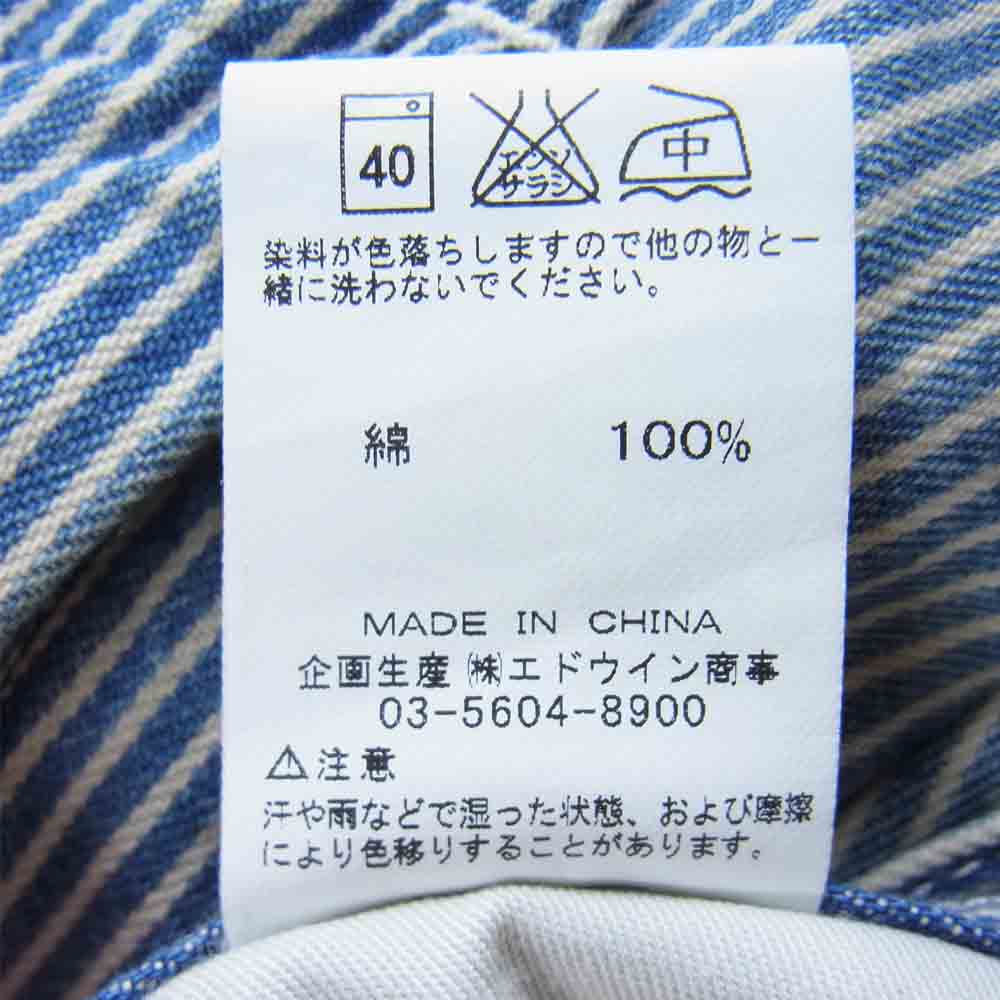 40 エンソ 中
サラシ
染料が色落ちしますので他の物と一
緒に洗わないでください。
綿 100%
MADE IN CHINA
企画生産 ㈱エドウイン商事
03-5604-8900
⚠注意
汗や雨などで湿った状態、および摩擦
により色移りすることがあります。